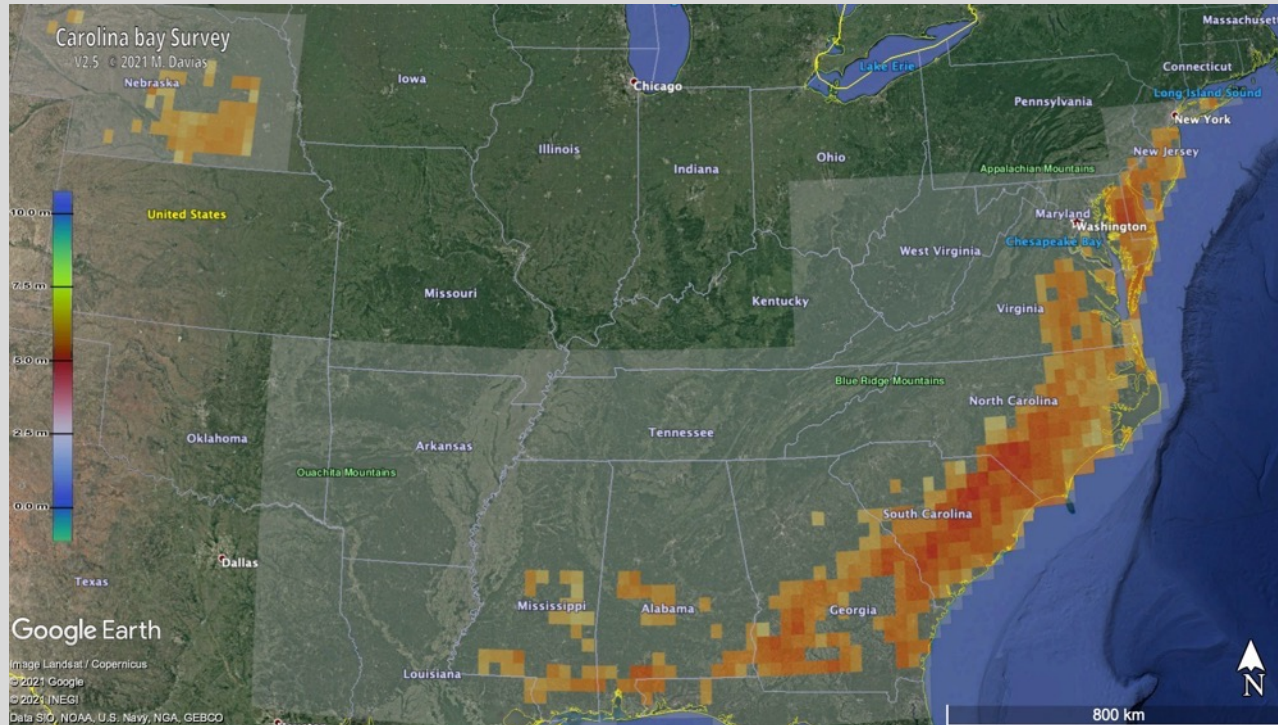 Carolina bay Survey
V2.5 © 2021 M. Davias
Nebraska
Iowa
Chicago
Lake Erie
Massachuset
Connecticut
Long Island Sound
New York
Pennsylvania
New Jersey
Illinois
Indiana
Ohio
Appalachian Mountains
Maryland
Washington
Chesapeake Bay
United States
10.0 m
7.5 m
5.0 m
2.5 m
0.0 m
West Virginia
Missouri
Kentucky
Virginia
Blue Ridge Mountains
North Carolina
Oklahoma
Arkansas
Tennessee
Ouachita Mountains
South Carolina
Dallas
Texas
Mississippi
Alabama
Georgia
Louisiana
Google Earth
Image Landsat / Copernicus
© 2021 Google
© 2021 INEGI
Data SIO, NOAA, U.S. Navy, NGA, GEBCO
N
800 km